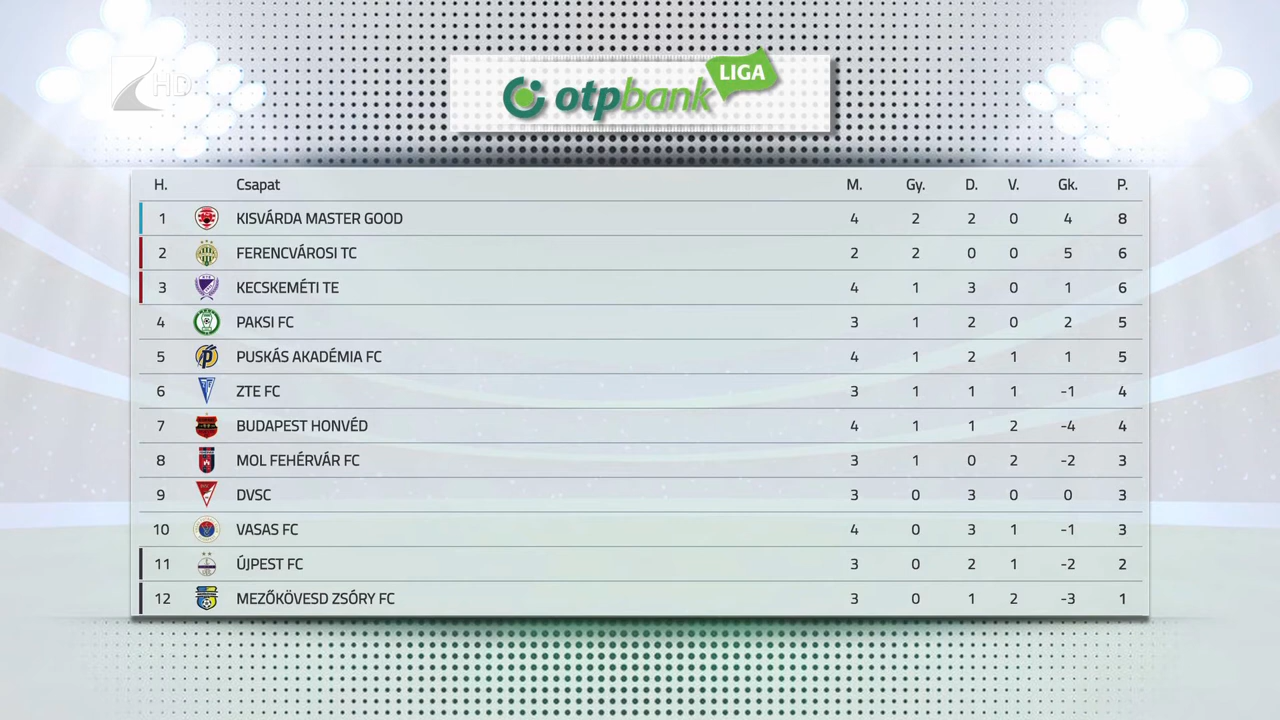 HD
otpbank LIGA
H. Csapat M. Gy. D. V. Gk. P.
1 KISVÁRDA MASTER GOOD 4 2 2 0 4 8
2 FERENCVÁROSI TC 2 2 0 0 5 6
3 KECSKEMÉTI TE 4 1 3 0 1 6
4 PAKSI FC 3 1 2 0 2 5
5 PUSKÁS AKADÉMIA FC 4 1 2 1 1 5
6 ZTE FC 3 1 1 1 -1 4
7 BUDAPEST HONVÉD 4 1 1 2 -4 4
8 MOL FEHÉRVÁR FC 3 1 0 2 -2 3
9 DVSC 3 0 3 0 0 3
10 VASAS FC 4 0 3 1 -1 3
11 ÚJPEST FC 3 0 2 1 -2 2
12 MEZŐKÖVESD ZSÓRY FC 3 0 1 2 -3 1